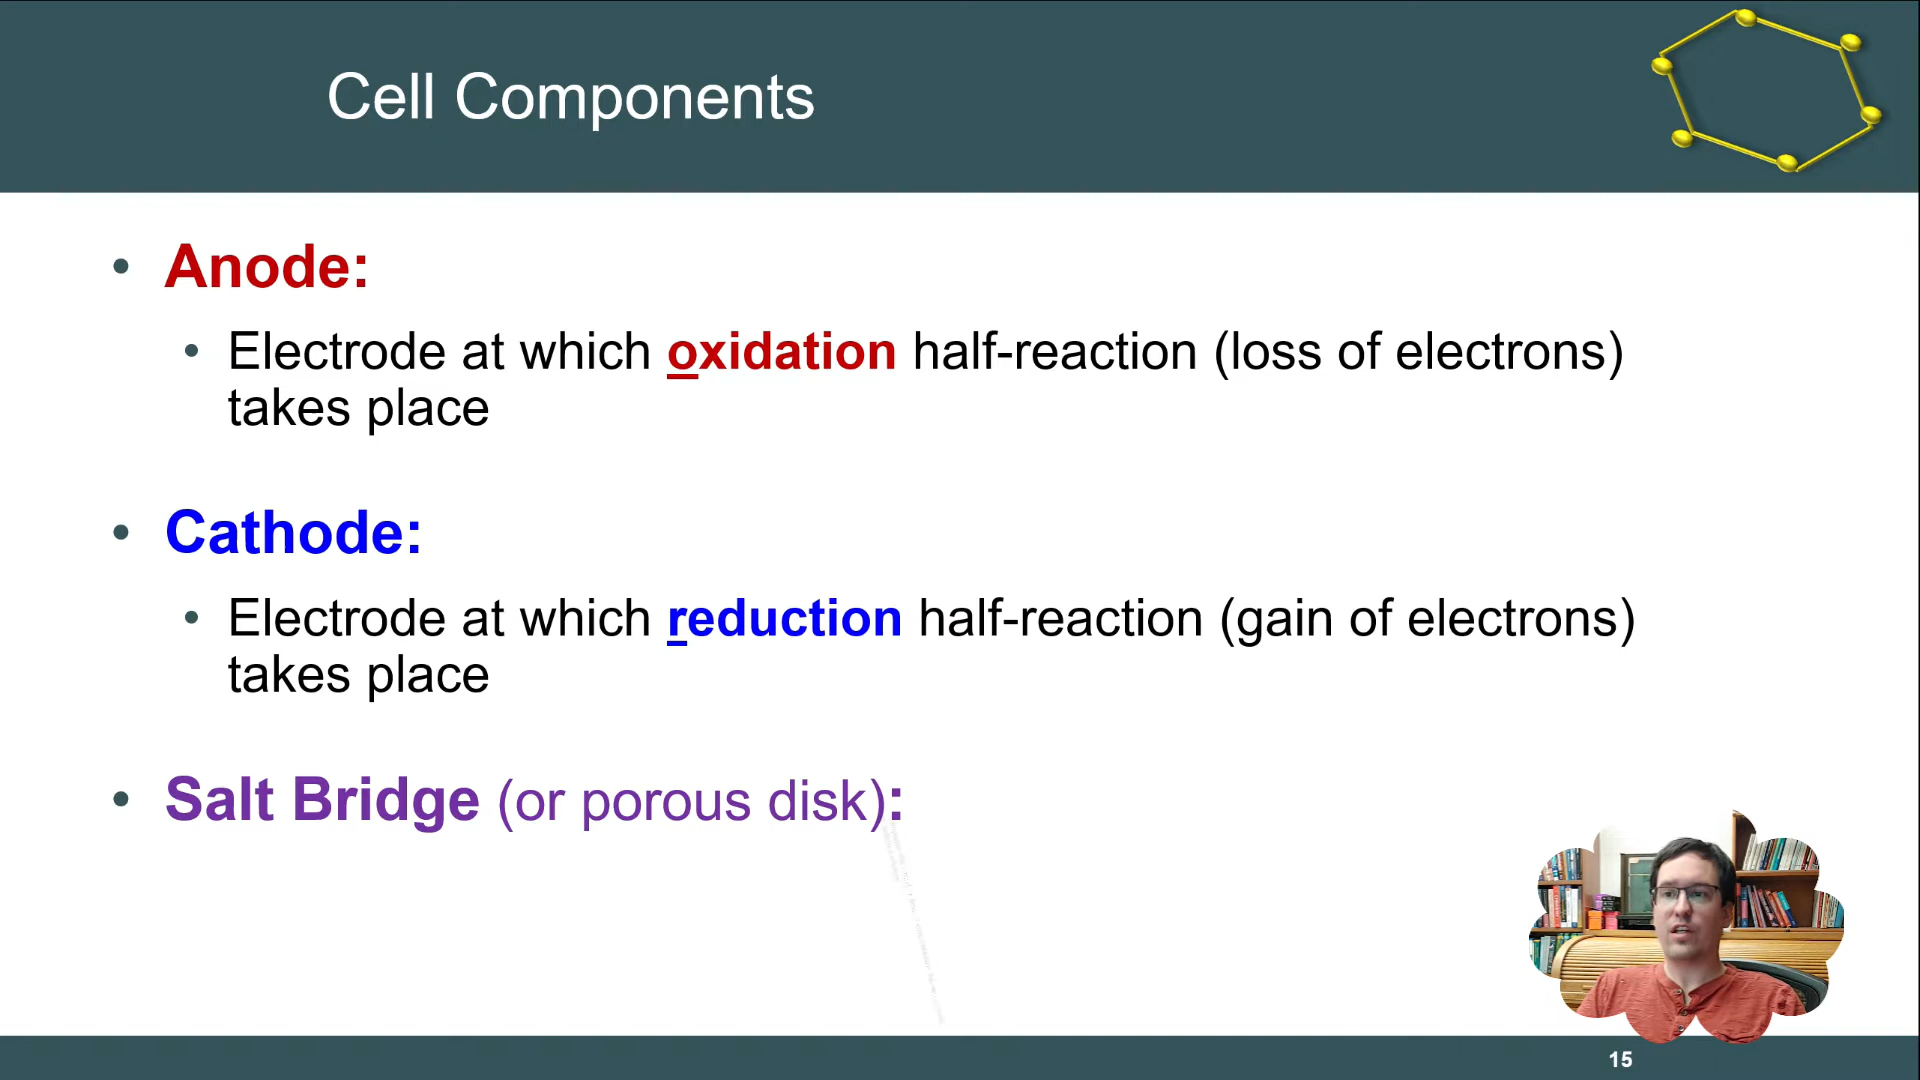 Cell Components
• Anode:
• Electrode at which oxidation half-reaction (loss of electrons)
takes place
• Cathode:
• Electrode at which reduction half-reaction (gain of electrons)
takes place
• Salt Bridge (or porous disk):
15